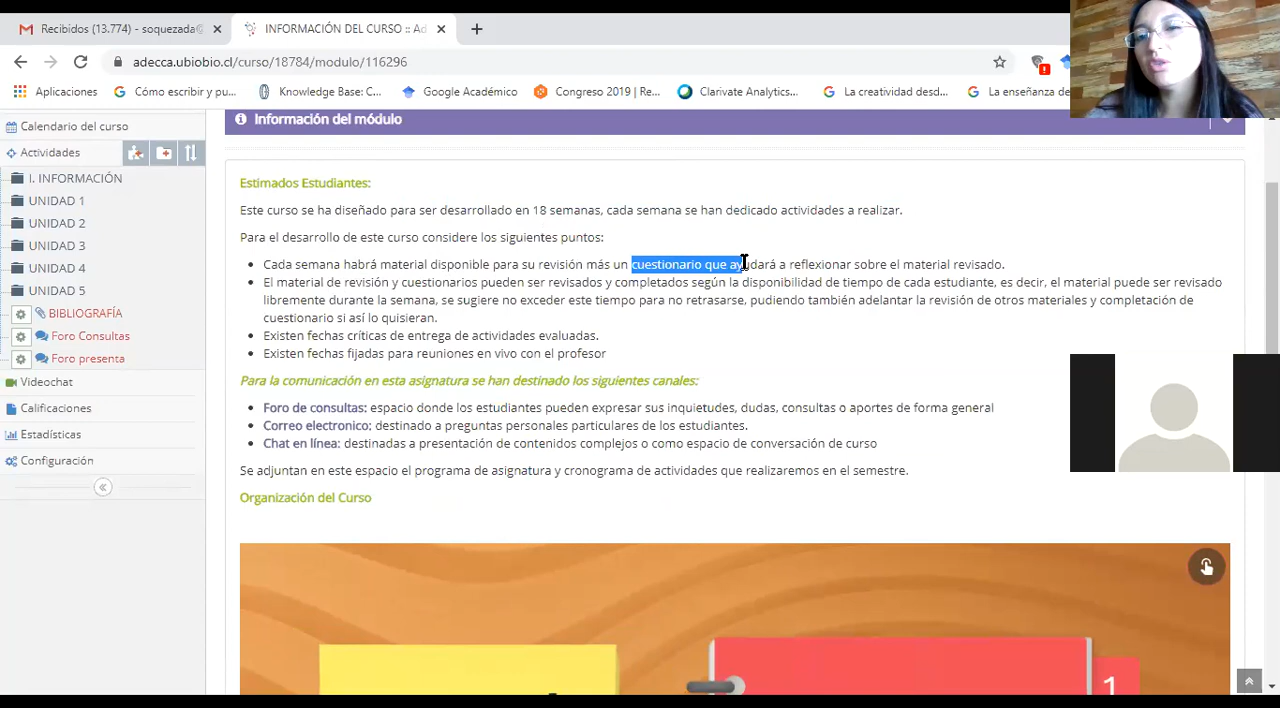 Recibidos (13.774) - soquezada@
INFORMACIÓN DEL CURSO :: Ad
adecca.ubiobio.cl/curso/18784/modulo/116296
Aplicaciones
Cómo escribir y pu...
Knowledge Base: C...
Google Académico
Congreso 2019 | Re...
Clarivate Analytics...
La creatividad desd...
La enseñanza de
Calendario del curso
Actividades
I. INFORMACIÓN
UNIDAD 1
UNIDAD 2
UNIDAD 3
UNIDAD 4
UNIDAD 5
BIBLIOGRAFÍA
Foro Consultas
Foro presenta
Videochat
Calificaciones
Estadísticas
Configuración
Información del módulo
Estimados Estudiantes:
Este curso se ha diseñado para ser desarrollado en 18 semanas, cada semana se han dedicado actividades a realizar.
Para el desarrollo de este curso considere los siguientes puntos:
Cada semana habrá material disponible para su revisión más un cuestionario que ayudará a reflexionar sobre el material revisado.
El material de revisión y cuestionarios pueden ser revisados y completados según la disponibilidad de tiempo de cada estudiante, es decir, el material puede ser revisado
libremente durante la semana, se sugiere no exceder este tiempo para no retrasarse, pudiendo también adelantar la revisión de otros materiales y completación de
cuestionario si así lo quisieran.
Existen fechas críticas de entrega de actividades evaluadas.
Existen fechas fijadas para reuniones en vivo con el profesor
Para la comunicación en esta asignatura se han destinado los siguientes canales:
Foro de consultas: espacio donde los estudiantes pueden expresar sus inquietudes, dudas, consultas o aportes de forma general
Correo electronico: destinado a preguntas personales particulares de los estudiantes.
Chat en línea: destinadas a presentación de contenidos complejos o como espacio de conversación de curso
Se adjuntan en este espacio el programa de asignatura y cronograma de actividades que realizaremos en el semestre.
Organización del Curso
1